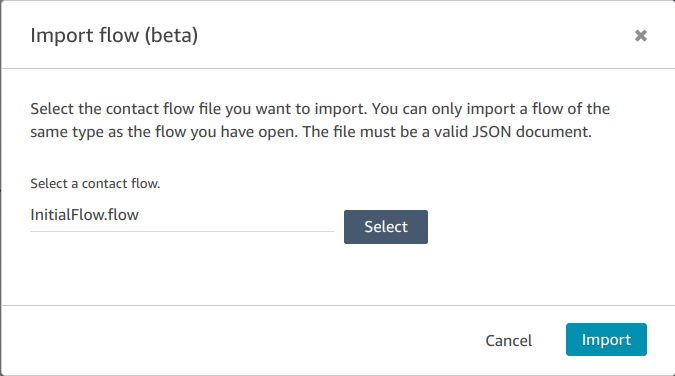 Import flow (beta)
Select the contact flow file you want to import. You can only import a flow of the
same type as the flow you have open. The file must be a valid JSON document.
Select a contact flow.
InitialFlow.flow
Select
Cancel
Import